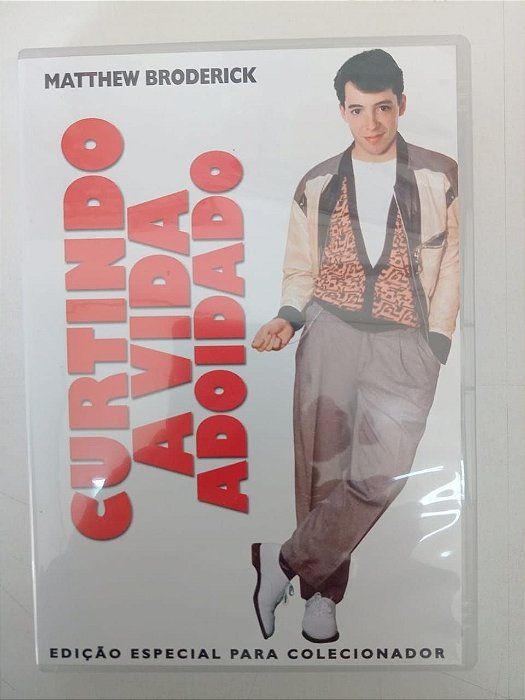 MATTHEW BRODERICK
CURTINDO
A VIDA
ADOIDADO
EDIÇÃO ESPECIAL PARA COLECIONADOR